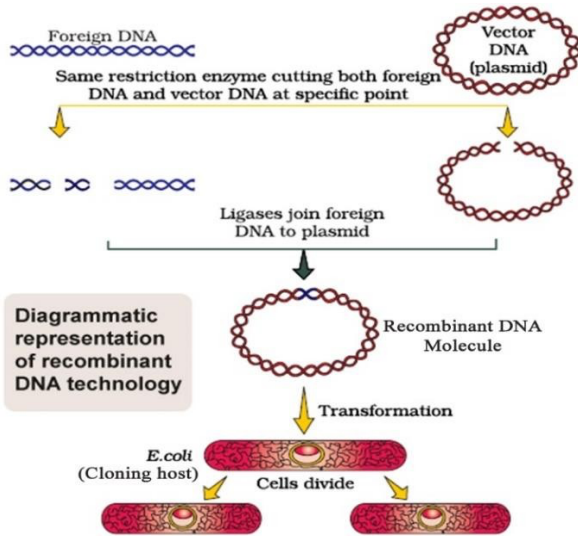 Foreign DNA
Vector
DNA
(plasmid)
Same restriction enzyme cutting both foreign
DNA and vector DNA at specific point
Ligases join foreign
DNA to plasmid
Diagrammatic
representation
of recombinant
DNA technology
Recombinant DNA
Molecule
Transformation
E.coli
(Cloning host)
Cells divide